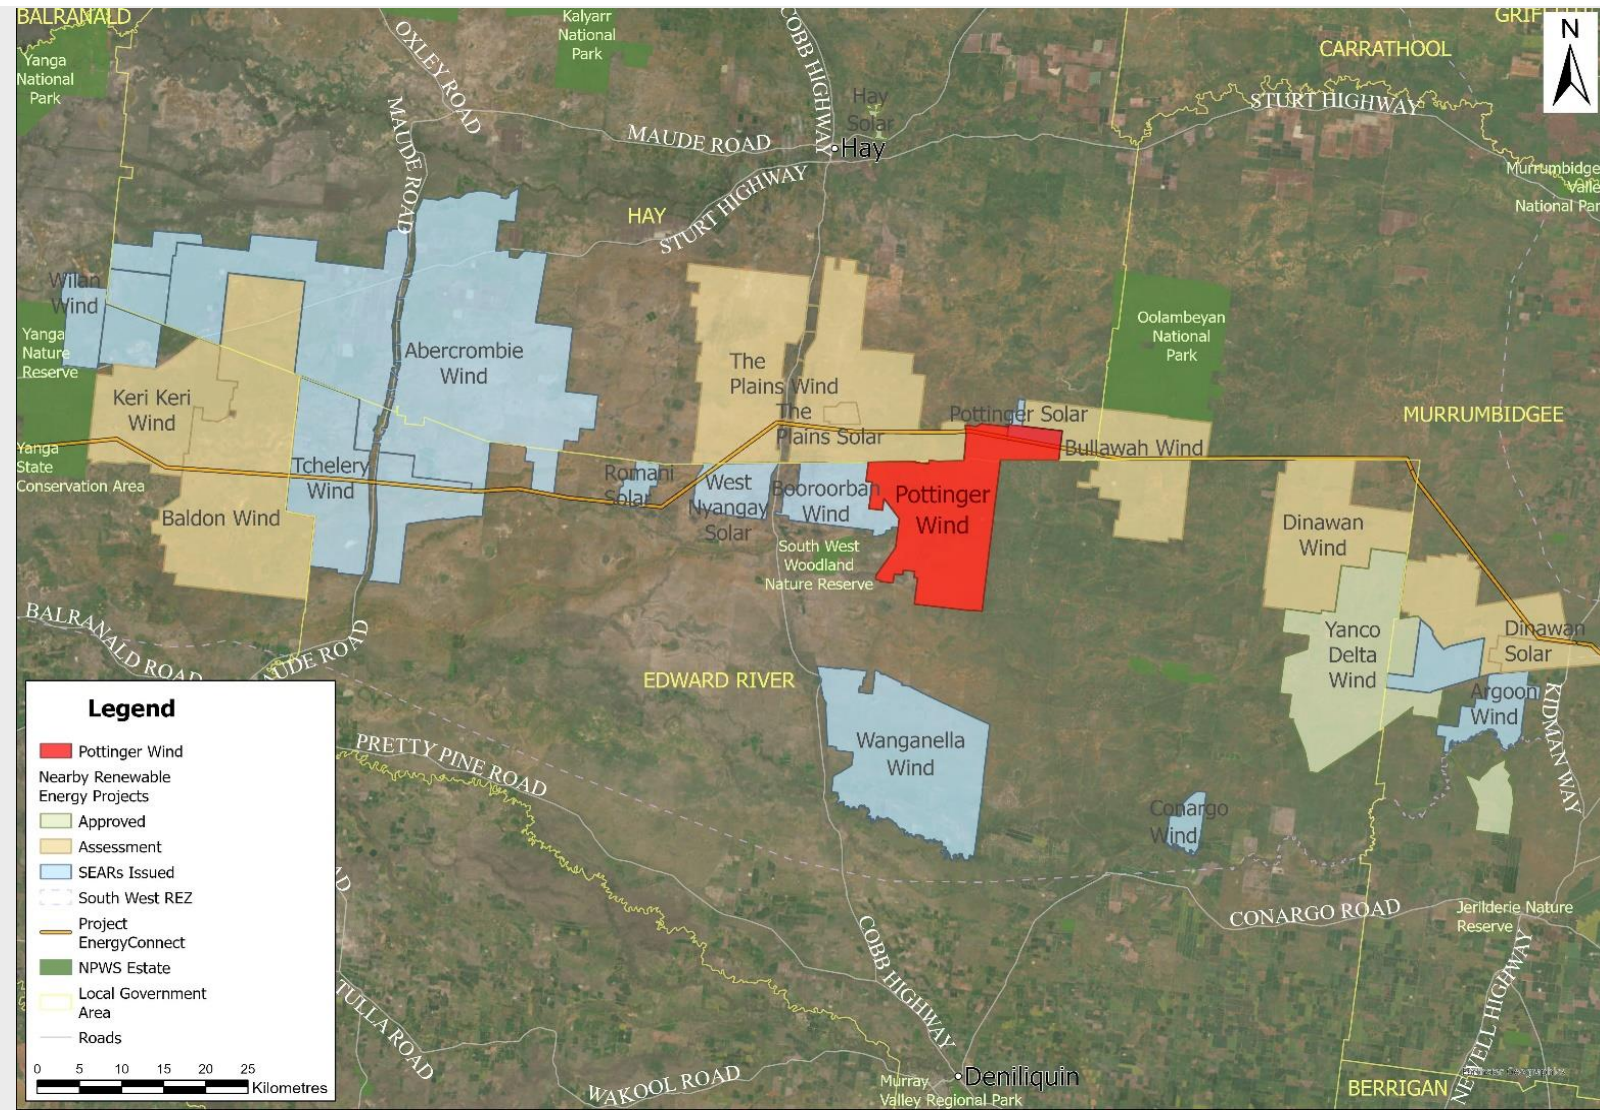 BALRANALD
Kalyarr
National
Park
GRIFFITH
N
Yanga
National
Park
OXLEY ROAD
COBB HIGHWAY
CARRATHOOL
MAUDE ROAD
Hay
Solar
STURT HIGHWAY
MAUDE ROAD
Hay
Murrumbidge
Valle
National Par
HAY
STURT HIGHWAY
Wilan
Wind
Yanga
Nature
Reserve
Abercrombie
Wind
The
Plains Wind
Oolambeyan
National
Park
Keri Keri
Wind
The
Plains Solar
Pottinger Solar
MURRUMBIDGEE
Bullawah Wind
Yanga
State
Conservation Area
Tchelery
Wind
Romani
Solar
West
Nyangay
Solar
Booroorban
Wind
Pottinger
Wind
Baldon Wind
Dinawan
Wind
South West
Woodland
Nature Reserve
BALRANALD ROAD
MAUDE ROAD
Yanco
Delta
Wind
Dinawan
Solar
EDWARD RIVER
Argoon
Wind
KIDMAN WAY
Wanganella
Wind
PRETTY PINE ROAD
Conargo
Wind
Legend
Pottinger Wind
Nearby Renewable
Energy Projects
Approved
Assessment
SEARs Issued
South West REZ
Project
EnergyConnect
NPWS Estate
Local Government
Area
Roads
0 5 10 15 20 25
Kilometres
AD
TULLA ROAD
COBB HIGHWAY
CONARGO ROAD
Jerilderie Nature
Reserve
NEWELL HIGHWAY
WAKOOL ROAD
Deniliquin
Murray
Valley Regional Park
BERRIGAN